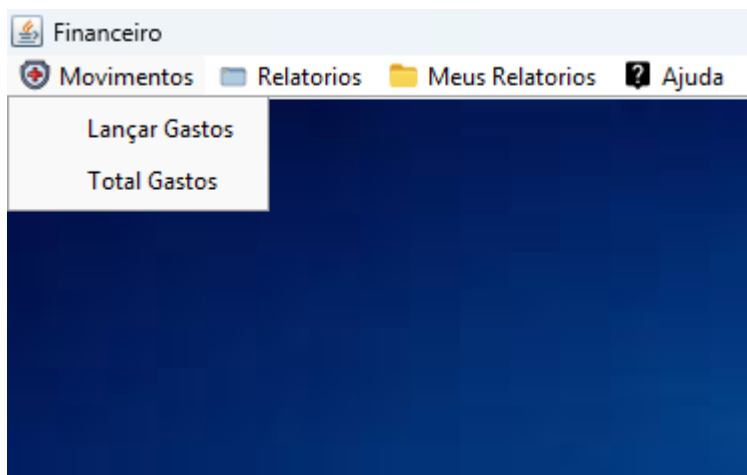 Financeiro
Movimentos Relatorios Meus Relatorios ? Ajuda
Lançar Gastos
Total Gastos